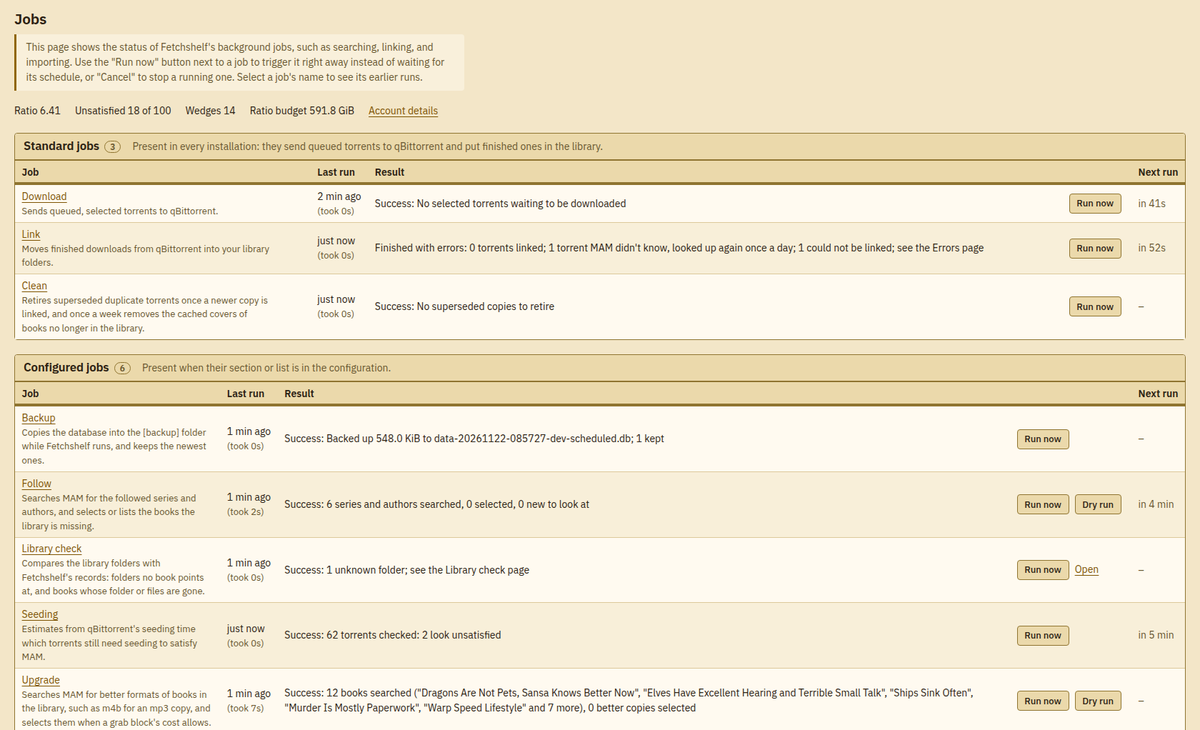 Jobs
This page shows the status of Fetchshelf's background jobs, such as searching, linking, and
importing. Use the "Run now" button next to a job to trigger it right away instead of waiting for
its schedule, or "Cancel" to stop a running one. Select a job's name to see its earlier runs.
Ratio 6.41 Unsatisfied 18 of 100 Wedges 14 Ratio budget 591.8 GiB Account details
Standard jobs 3 Present in every installation: they send queued torrents to qBittorrent and put finished ones in the library.
Job Last run Result Next run
Download
Sends queued, selected torrents to qBittorrent.
2 min ago
(took 0s)
Success: No selected torrents waiting to be downloaded
Run now
in 41s
Link
Moves finished downloads from qBittorrent into your library
folders.
just now
(took 0s)
Finished with errors: 0 torrents linked; 1 torrent MAM didn't know, looked up again once a day; 1 could not be linked; see the Errors page
Run now
in 52s
Clean
Retires superseded duplicate torrents once a newer copy is
linked, and once a week removes the cached covers of
books no longer in the library.
just now
(took 0s)
Success: No superseded copies to retire
Run now
–
Configured jobs 6 Present when their section or list is in the configuration.
Job Last run Result Next run
Backup
Copies the database into the [backup] folder
while Fetchshelf runs, and keeps the newest
ones.
1 min ago
(took 0s)
Success: Backed up 548.0 KiB to data-20261122-085727-dev-scheduled.db; 1 kept
Run now
–
Follow
Searches MAM for the followed series and
authors, and selects or lists the books the
library is missing.
1 min ago
(took 2s)
Success: 6 series and authors searched, 0 selected, 0 new to look at
Run now Dry run
in 4 min
Library check
Compares the library folders with
Fetchshelf's records: folders no book points
at, and books whose folder or files are gone.
1 min ago
(took 0s)
Success: 1 unknown folder; see the Library check page
Run now Open
–
Seeding
Estimates from qBittorrent's seeding time
which torrents still need seeding to satisfy
MAM.
just now
(took 0s)
Success: 62 torrents checked: 2 look unsatisfied
Run now
in 5 min
Upgrade
Searches MAM for better formats of books in
the library, such as m4b for an mp3 copy, and
selects them when a grab block's cost allows.
1 min ago
(took 7s)
Success: 12 books searched ("Dragons Are Not Pets, Sansa Knows Better Now", "Elves Have Excellent Hearing and Terrible Small Talk", "Ships Sink Often",
"Murder Is Mostly Paperwork", "Warp Speed Lifestyle" and 7 more), 0 better copies selected
Run now Dry run
–